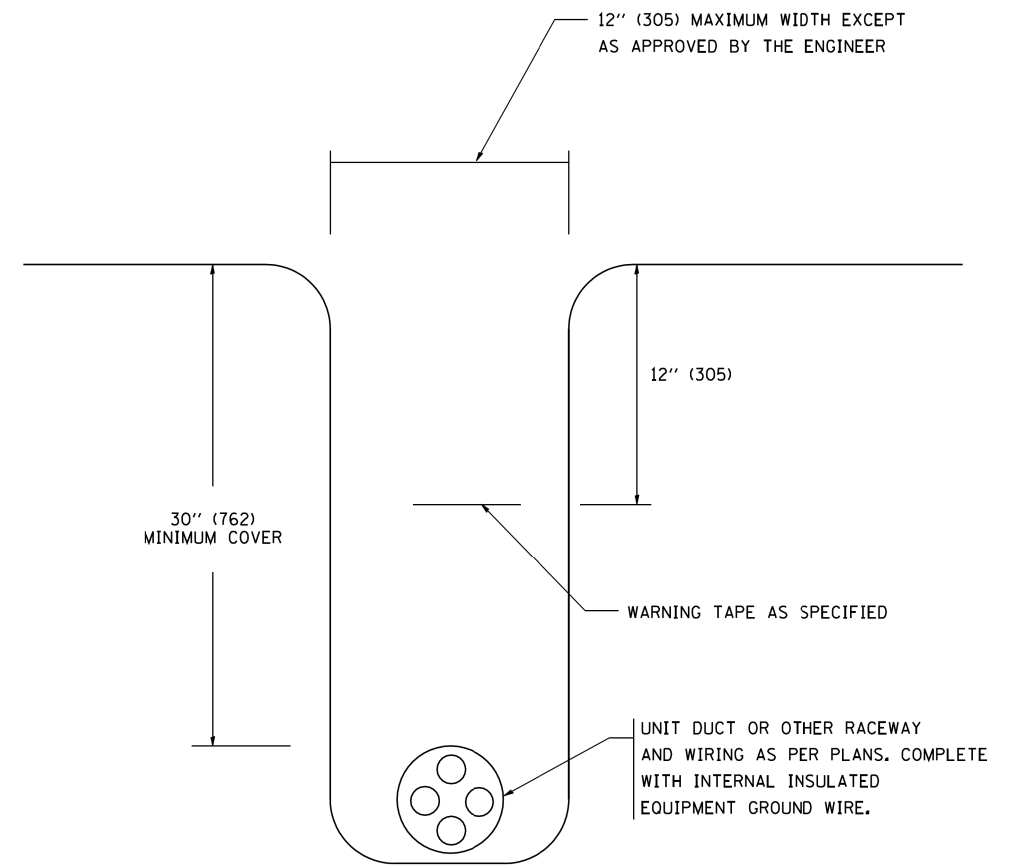 12'' (305) MAXIMUM WIDTH EXCEPT
AS APPROVED BY THE ENGINEER
12'' (305)
30'' (762)
MINIMUM COVER
WARNING TAPE AS SPECIFIED
UNIT DUCT OR OTHER RACEWAY
AND WIRING AS PER PLANS. COMPLETE
WITH INTERNAL INSULATED
EQUIPMENT GROUND WIRE.